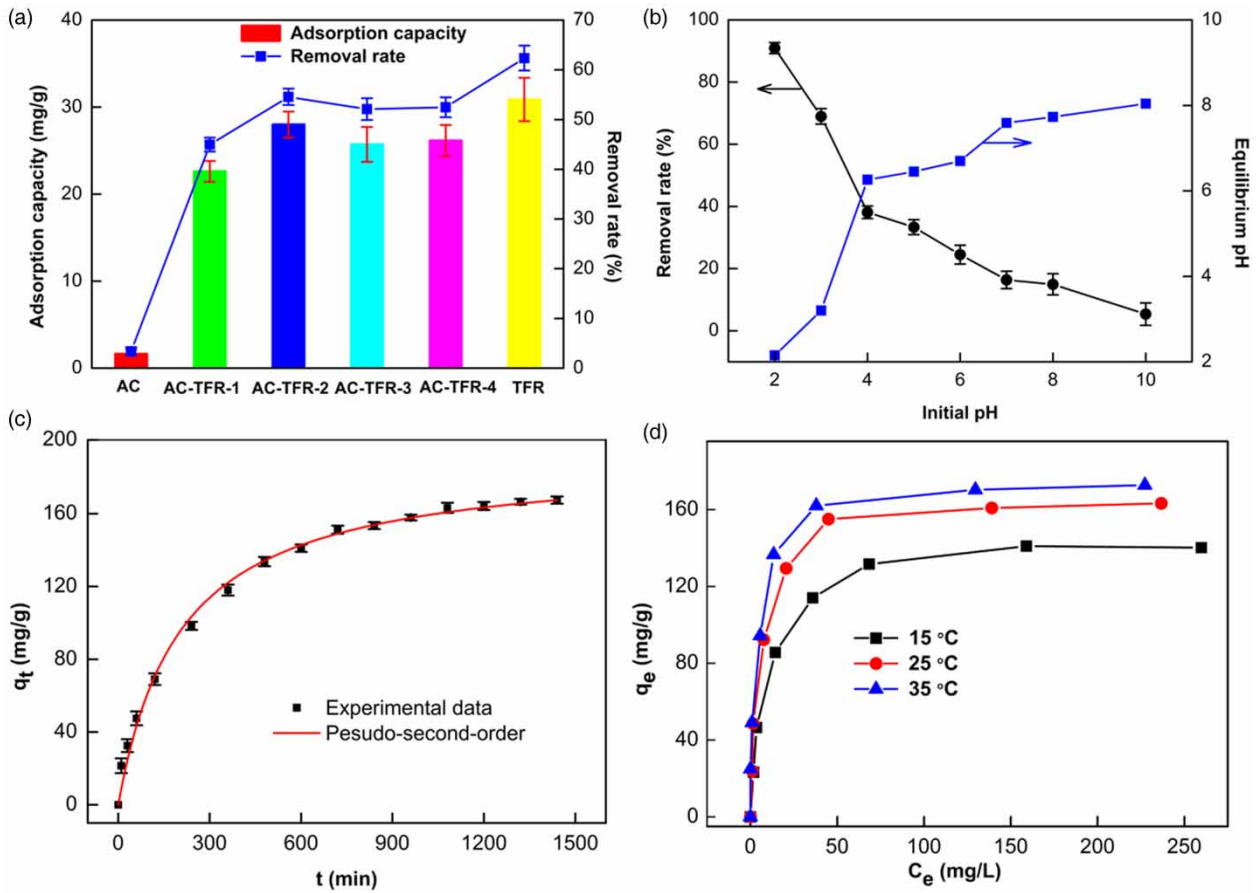 (a)
40
30
20
10
0
Adsorption capacity (mg/g)
Adsorption capacity
Removal rate
70
60
50
40
30
20
10
0
Removal rate (%)
AC AC-TFR-1 AC-TFR-2 AC-TFR-3 AC-TFR-4 TFR
(b)
100
80
60
40
20
0
Removal rate (%)
10
8
6
4
2
Equilibrium pH
2 4 6 8 10
Initial pH
(c)
200
160
120
80
40
0
qt (mg/g)
Experimental data
Pesudo-second-order
0 300 600 900 1200 1500
t (min)
(d)
160
120
80
40
0
qe (mg/g)
15 °C
25 °C
35 °C
0 50 100 150 200 250
Ce (mg/L)